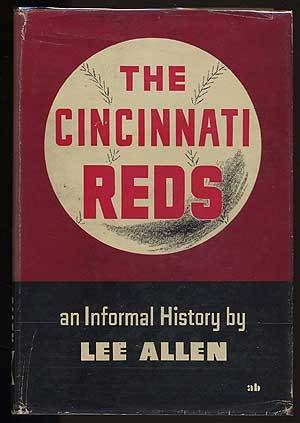 THE
CINCINNATI
REDS
an Informal History by
LEE ALLEN
ab